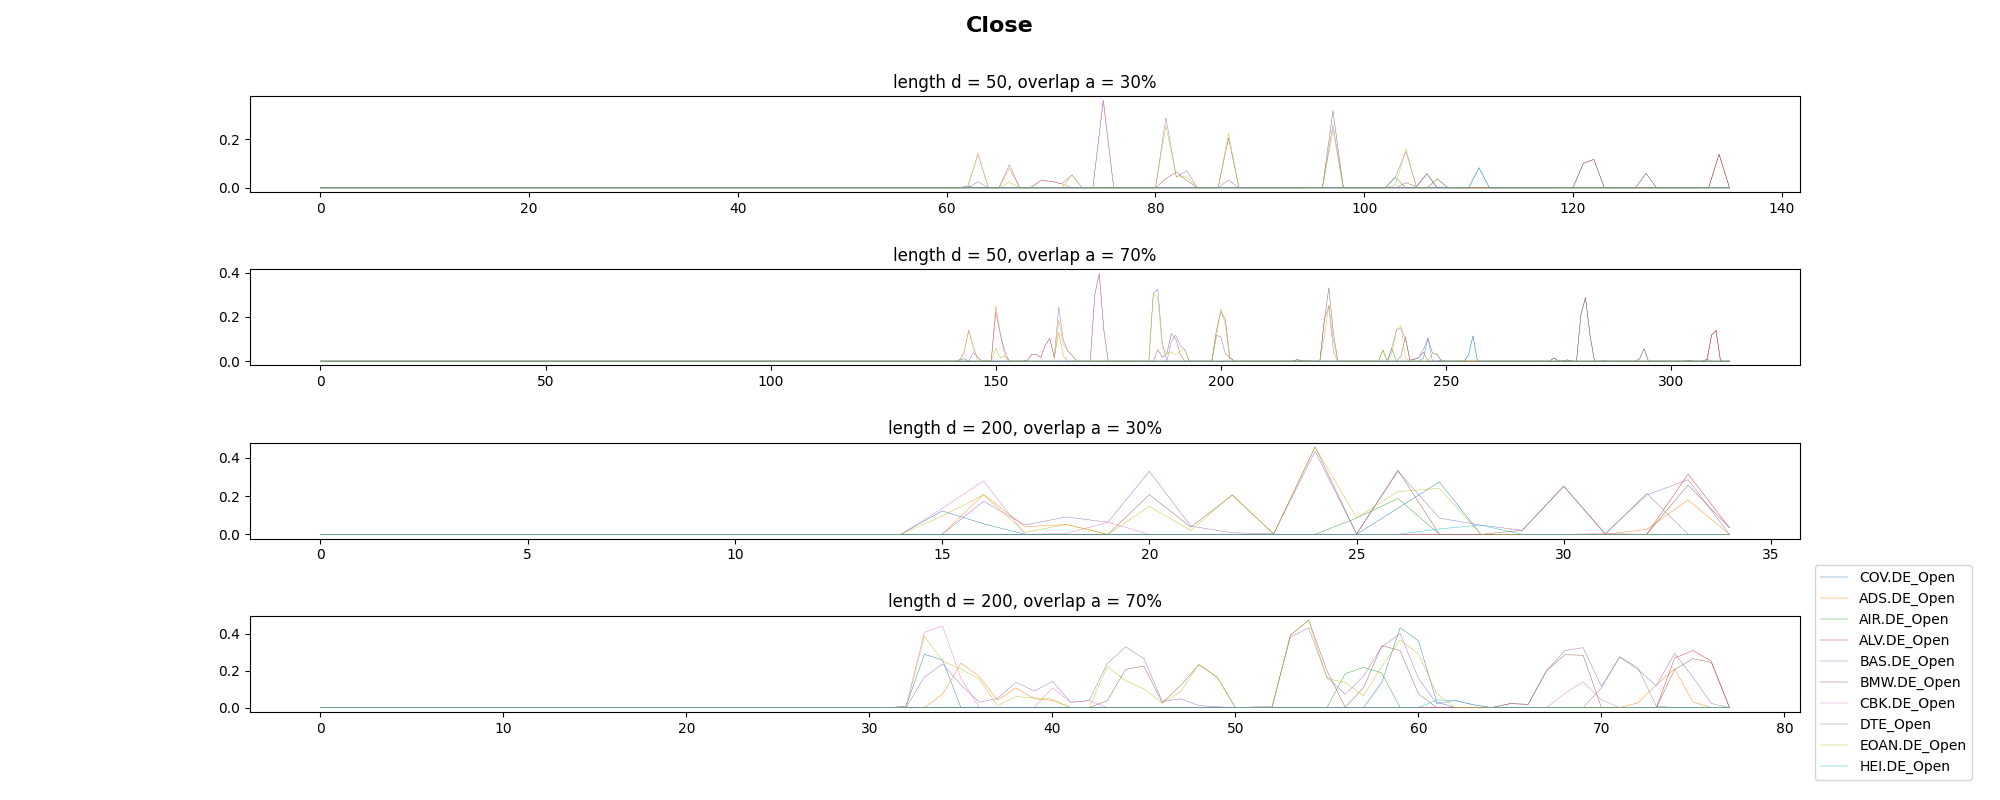 Close
length d = 50, overlap a = 30%
0.2
0.0
0 20 40 60 80 100 120 140
length d = 50, overlap a = 70%
0.4
0.2
0.0
0 50 100 150 200 250 300
length d = 200, overlap a = 30%
0.4
0.2
0.0
0 5 10 15 20 25 30 35
length d = 200, overlap a = 70%
0.4
0.2
0.0
0 10 20 30 40 50 60 70 80
COV.DE_Open
ADS.DE_Open
AIR.DE_Open
ALV.DE_Open
BAS.DE_Open
BMW.DE_Open
CBK.DE_Open
DTE_Open
EOAN.DE_Open
HEI.DE_Open